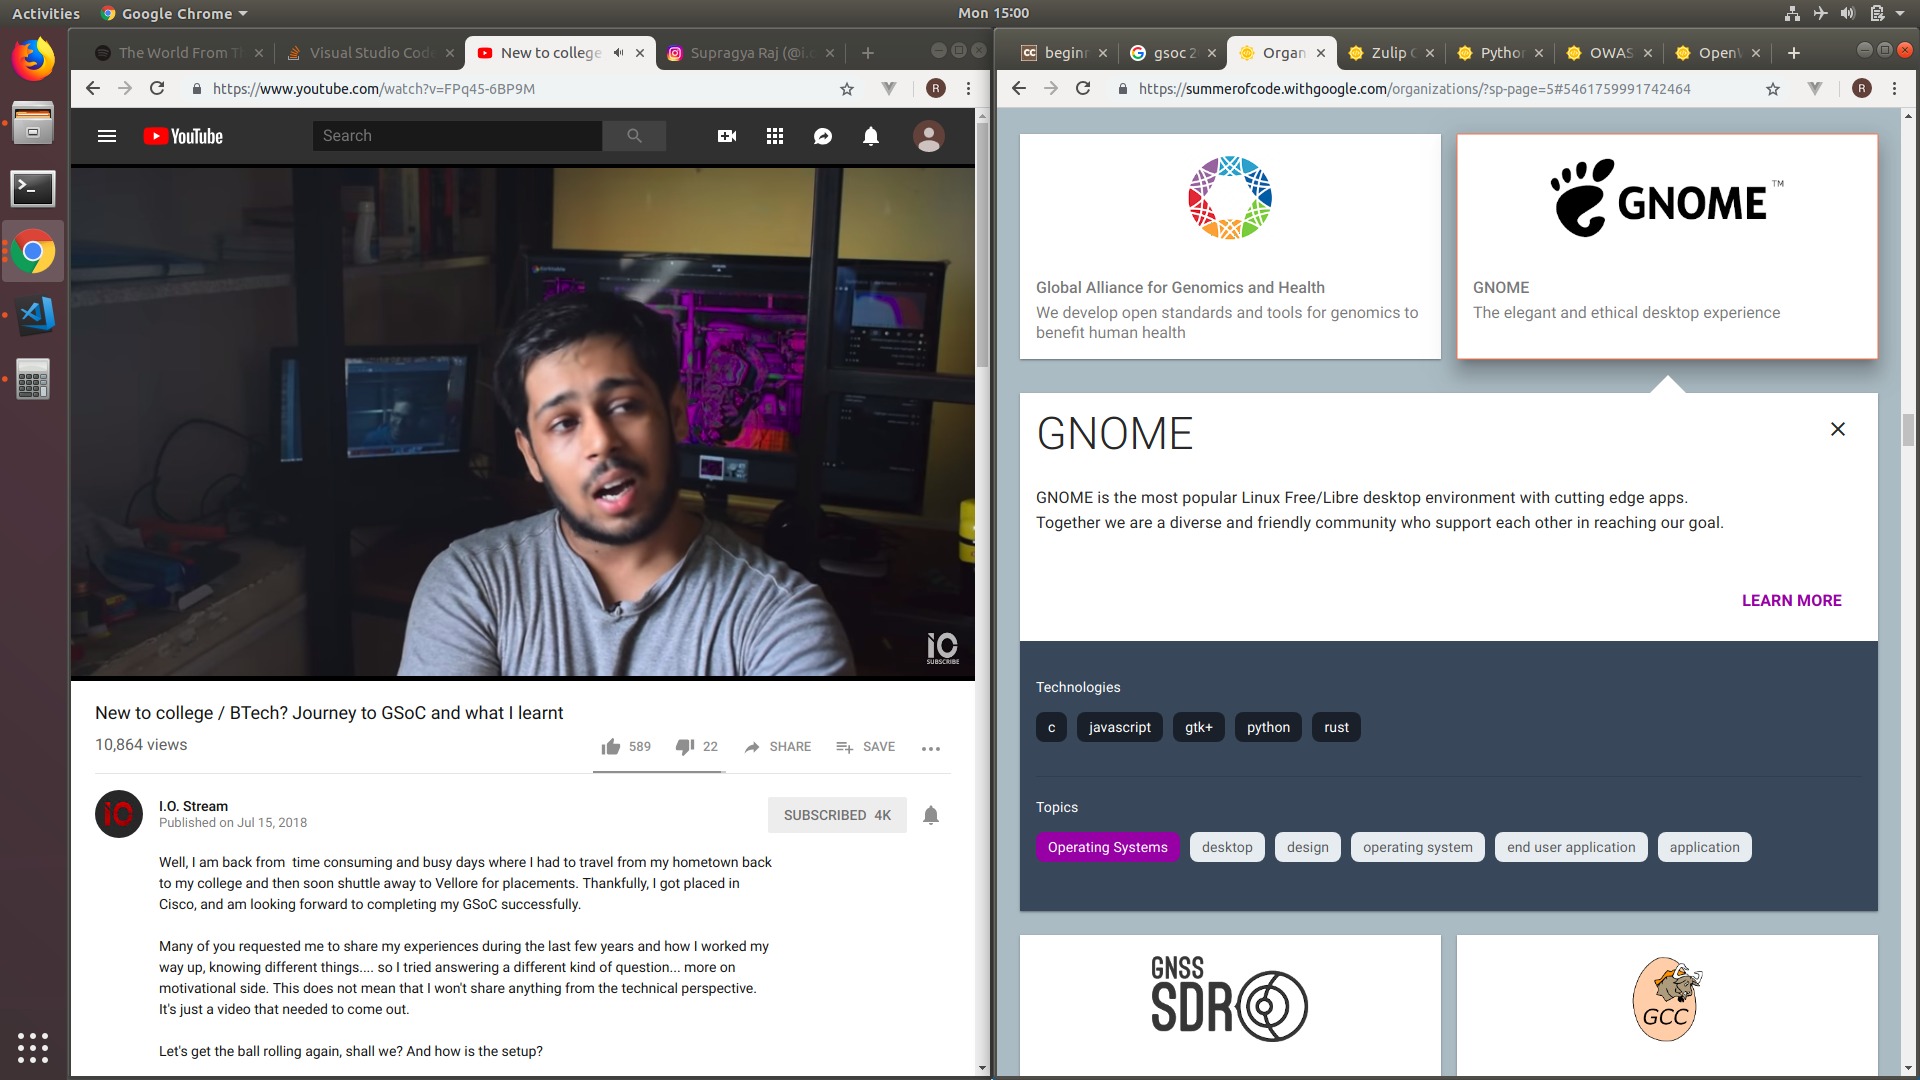 Activities
Google Chrome
Mon 15:00
The World From T
Visual Studio Code
New to college
Supragya Raj (@i.
https://www.youtube.com/watch?v=FPq45-6BP9M
R
YouTube
Search
iO
SUBSCRIBE
New to college / BTech? Journey to GSoC and what I learnt
10,864 views
589
22
SHARE
SAVE
iO
I.O. Stream
Published on Jul 15, 2018
SUBSCRIBED 4K
Well, I am back from  time consuming and busy days where I had to travel from my hometown back
to my college and then soon shuttle away to Vellore for placements. Thankfully, I got placed in
Cisco, and am looking forward to completing my GSoC successfully.
Many of you requested me to share my experiences during the last few years and how I worked my
way up, knowing different things.... so I tried answering a different kind of question... more on
motivational side. This does not mean that I won't share anything from the technical perspective.
It's just a video that needed to come out.
Let's get the ball rolling again, shall we? And how is the setup?
CC
beginr
gsoc 2
Organ
Zulip
Pytho
OWAS
Open
https://summerofcode.withgoogle.com/organizations/?sp-page=5#5461759991742464
R
Global Alliance for Genomics and Health
We develop open standards and tools for genomics to
benefit human health
GNOME™
GNOME
The elegant and ethical desktop experience
GNOME
GNOME is the most popular Linux Free/Libre desktop environment with cutting edge apps.
Together we are a diverse and friendly community who support each other in reaching our goal.
LEARN MORE
Technologies
c
javascript
gtk+
python
rust
Topics
Operating Systems
desktop
design
operating system
end user application
application
GNSS
SDR
GCC